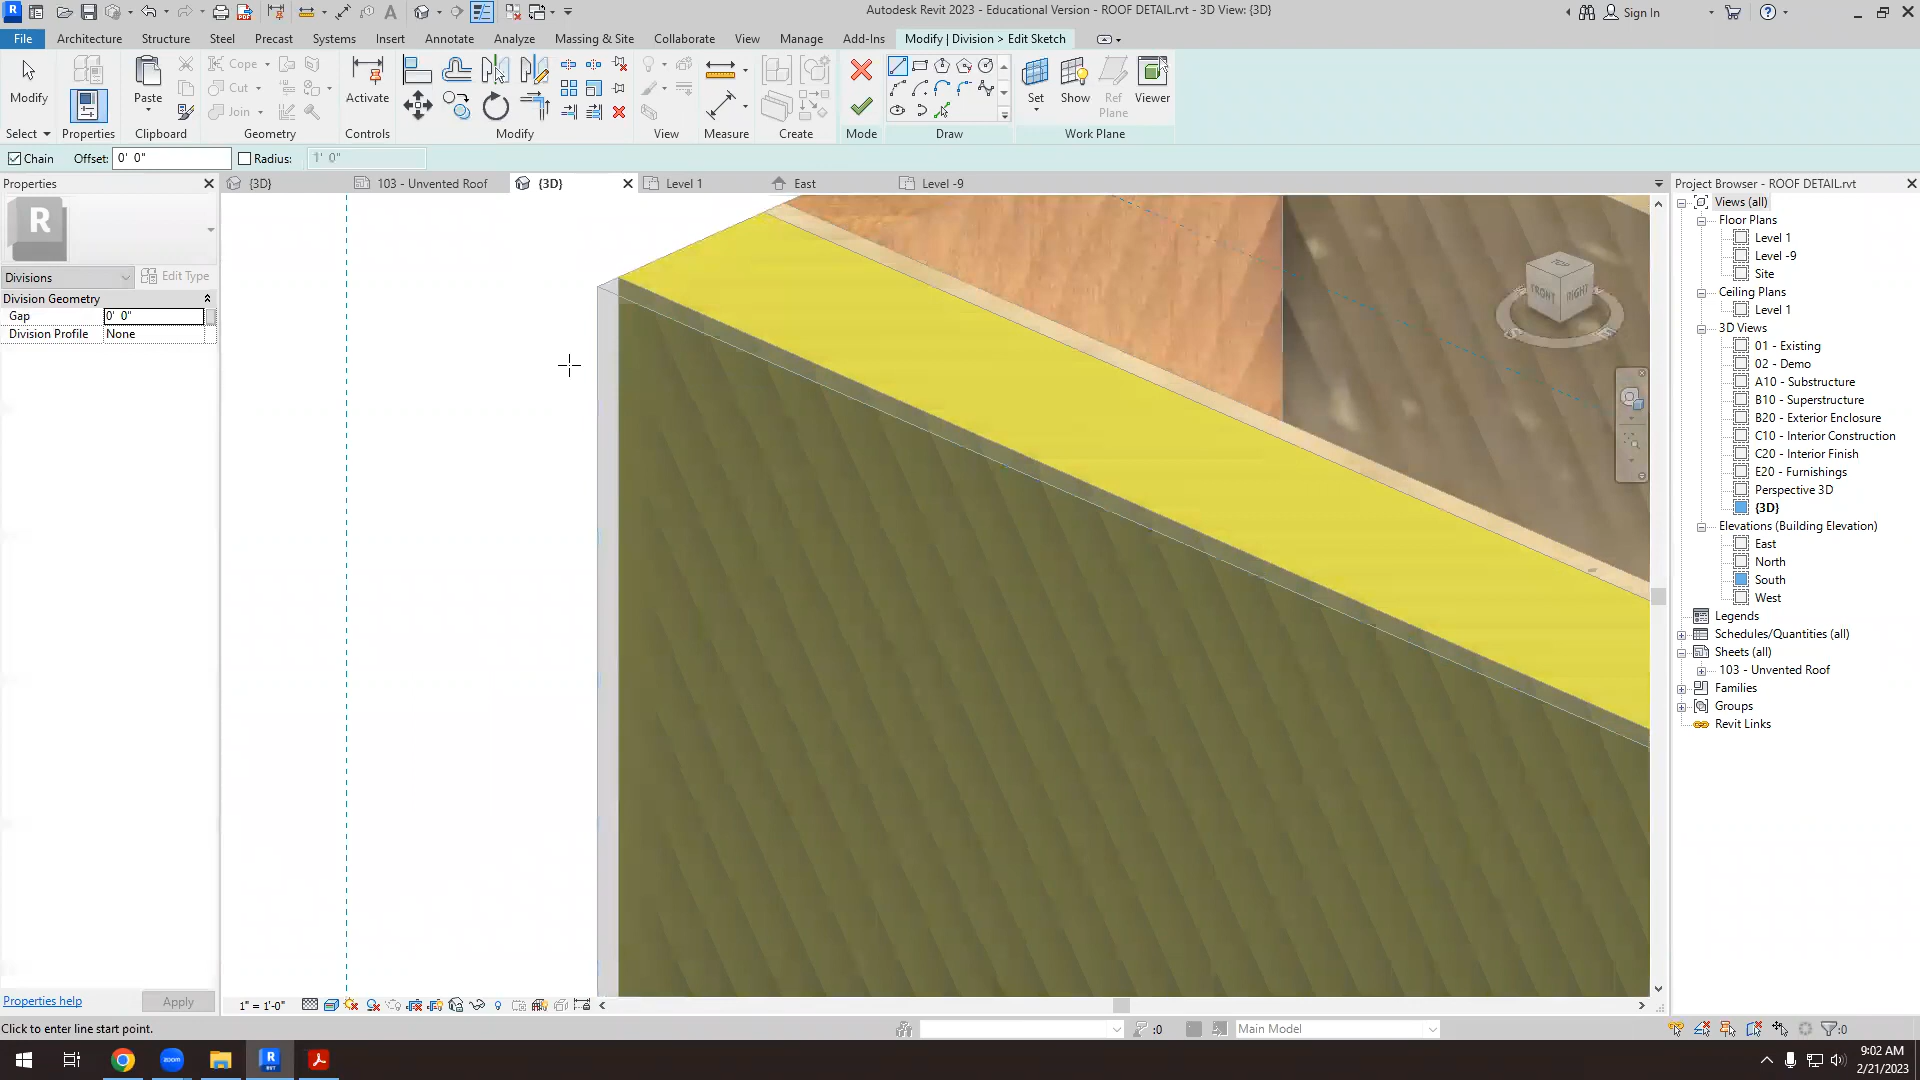 Autodesk Revit 2023 - Educational Version - ROOF DETAIL.rvt - 3D View: {3D}
Sign In
File
Architecture
Structure
Steel
Precast
Systems
Insert
Annotate
Analyze
Massing & Site
Collaborate
View
Manage
Add-Ins
Modify | Division > Edit Sketch
Modify
Paste
Cope
Cut
Join
Activate
Set
Show
Ref
Plane
Viewer
Select
Properties
Clipboard
Geometry
Controls
Modify
View
Measure
Create
Mode
Draw
Work Plane
Chain
Offset: 0' 0"
Radius: 1' 0"
Properties
{3D}
103 - Unvented Roof
{3D}
Level 1
East
Level -9
Project Browser - ROOF DETAIL.rvt
R
Divisions
Edit Type
Division Geometry
Gap 0' 0"
Division Profile None
TOP
FRONT
RIGHT
Views (all)
Floor Plans
Level 1
Level -9
Site
Ceiling Plans
Level 1
3D Views
01 - Existing
02 - Demo
A10 - Substructure
B10 - Superstructure
B20 - Exterior Enclosure
C10 - Interior Construction
C20 - Interior Finish
E20 - Furnishings
Perspective 3D
{3D}
Elevations (Building Elevation)
East
North
South
West
Legends
Schedules/Quantities (all)
Sheets (all)
103 - Unvented Roof
Families
Groups
Revit Links
Properties help
Apply
1" = 1'-0"
Click to enter line start point.
:0
Main Model
:0
zoom
R
RVT
9:02 AM
2/21/2023